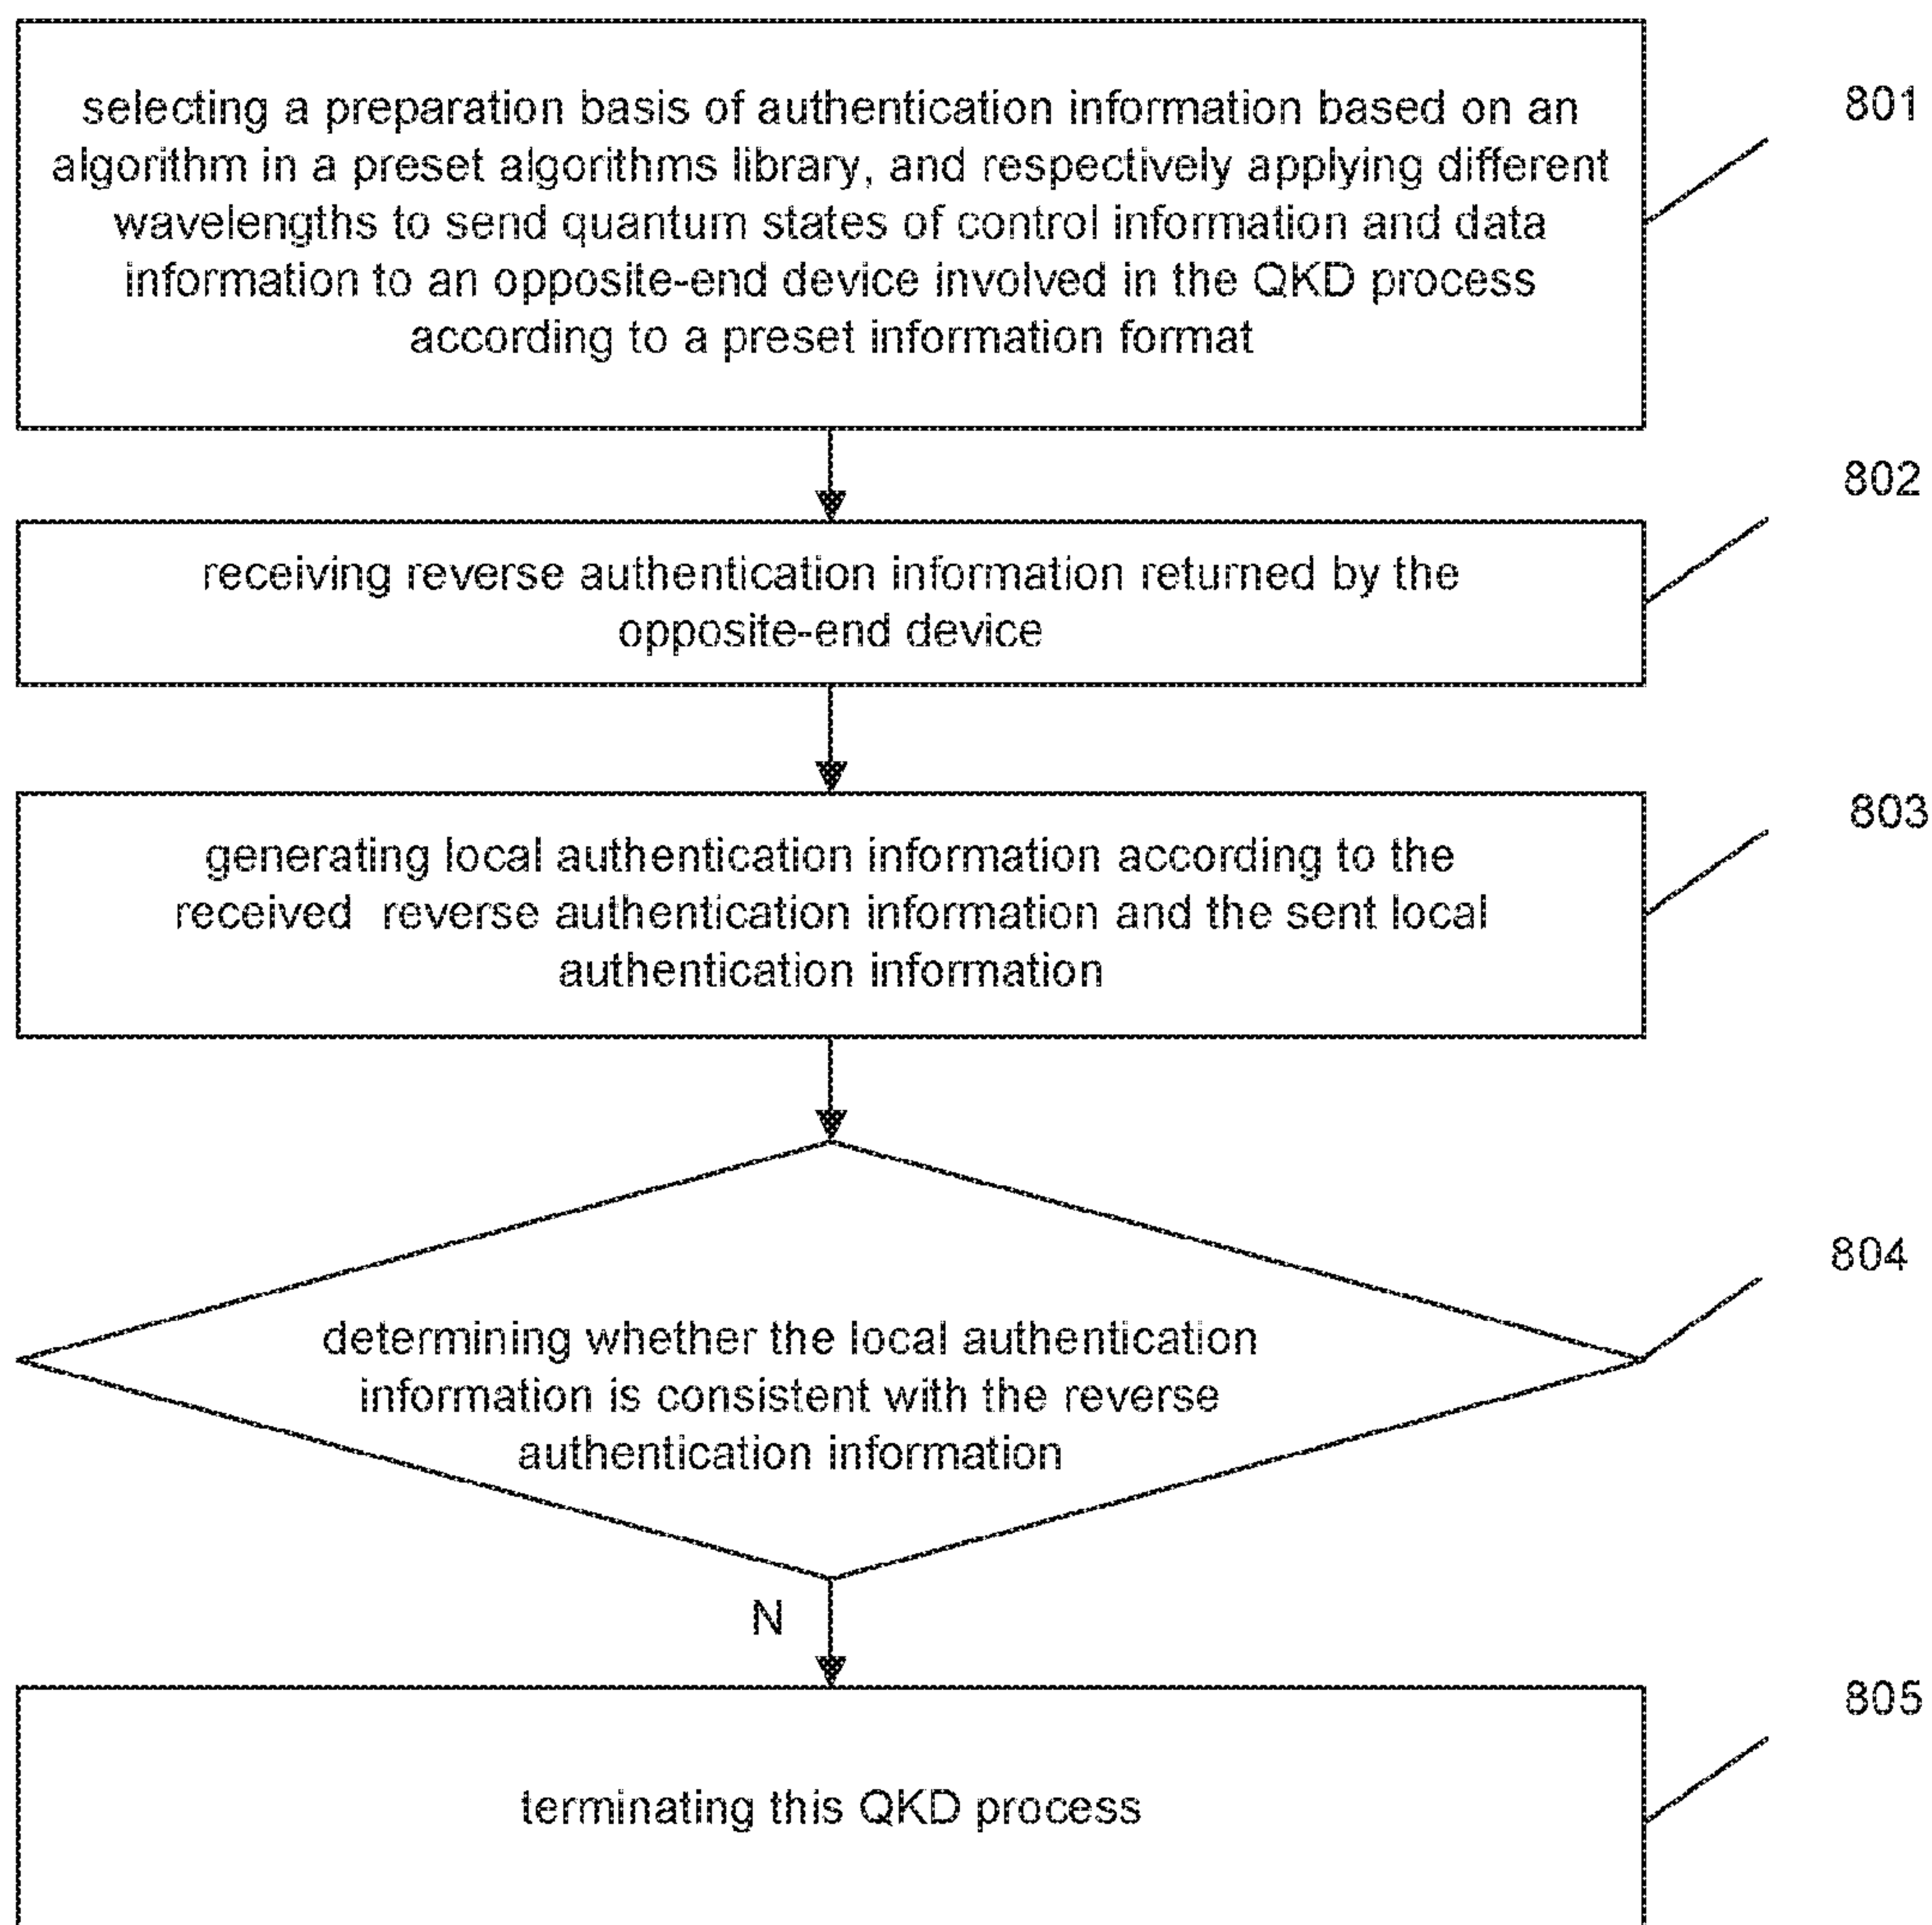 selecting a preparation basis of authentication information based on an
algorithm in a preset algorithms library, and respectively applying different
wavelengths to send quantum states of control information and data
information to an opposite-end device involved in the QKD process
according to a preset information format
801
802
receiving reverse authentication information returned by the
opposite-end device
803
generating local authentication information according to the
received reverse authentication information and the sent local
authentication information
804
determining whether the local authentication
information is consistent with the reverse
authentication information
N
805
terminating this QKD process